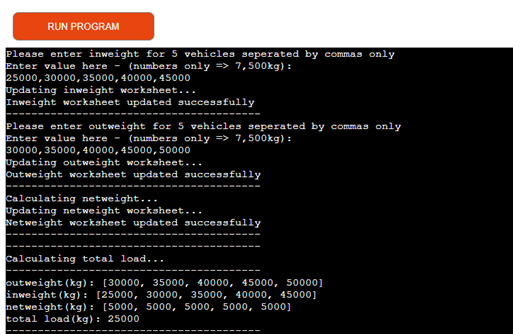 RUN PROGRAM
Please enter inweight for 5 vehicles seperated by commas only
Enter value here - (numbers only => 7,500kg):
25000,30000,35000,40000,45000
Updating inweight worksheet...
Inweight worksheet updated successfully
----------------------------------------
Please enter outweight for 5 vehicles seperated by commas only
Enter value here - (numbers only => 7,500kg):
30000,35000,40000,45000,50000
Updating outweight worksheet...
Outweight worksheet updated successfully
----------------------------------------
Calculating netweight...
Updating netweight worksheet...
Netweight worksheet updated successfully
----------------------------------------
----------------------------------------
Calculating total load...
----------------------------------------
outweight(kg): [30000, 35000, 40000, 45000, 50000]
inweight(kg): [25000, 30000, 35000, 40000, 45000]
netweight(kg): [5000, 5000, 5000, 5000, 5000]
total load(kg): 25000
----------------------------------------